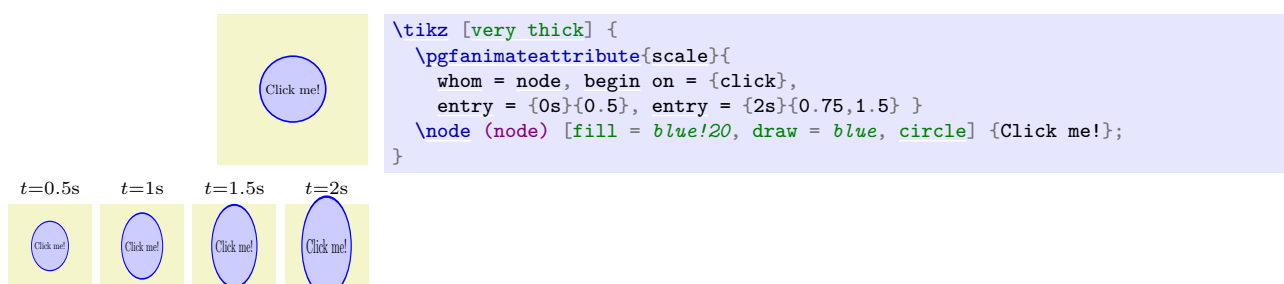 Click me!
\tikz [very thick] {
  \pgfanimateattribute{scale}{
    whom = node, begin on = {click},
    entry = {0s}{0.5}, entry = {2s}{0.75,1.5} }
  \node (node) [fill = blue!20, draw = blue, circle] {Click me!};
}
t=0.5s t=1s t=1.5s t=2s
Click me! Click me! Click me! Click me!